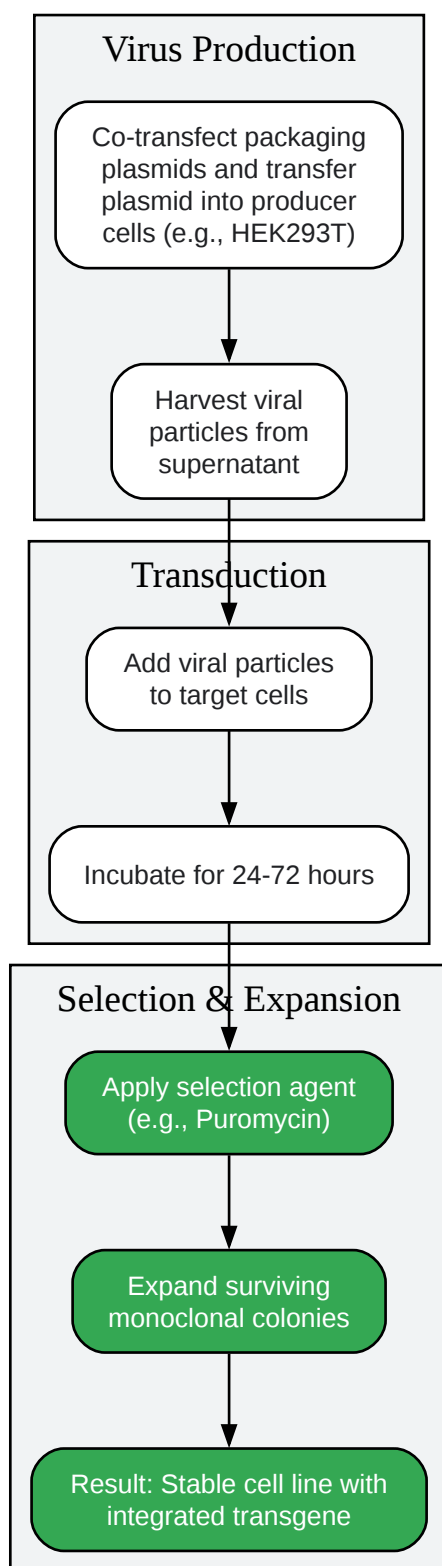 Virus Production
Co-transfect packaging
plasmids and transfer
plasmid into producer
cells (e.g., HEK293T)
Harvest viral
particles from
supernatant
Transduction
Add viral particles
to target cells
Incubate for 24-72 hours
Selection & Expansion
Apply selection agent
(e.g., Puromycin)
Expand surviving
monoclonal colonies
Result: Stable cell line with
integrated transgene